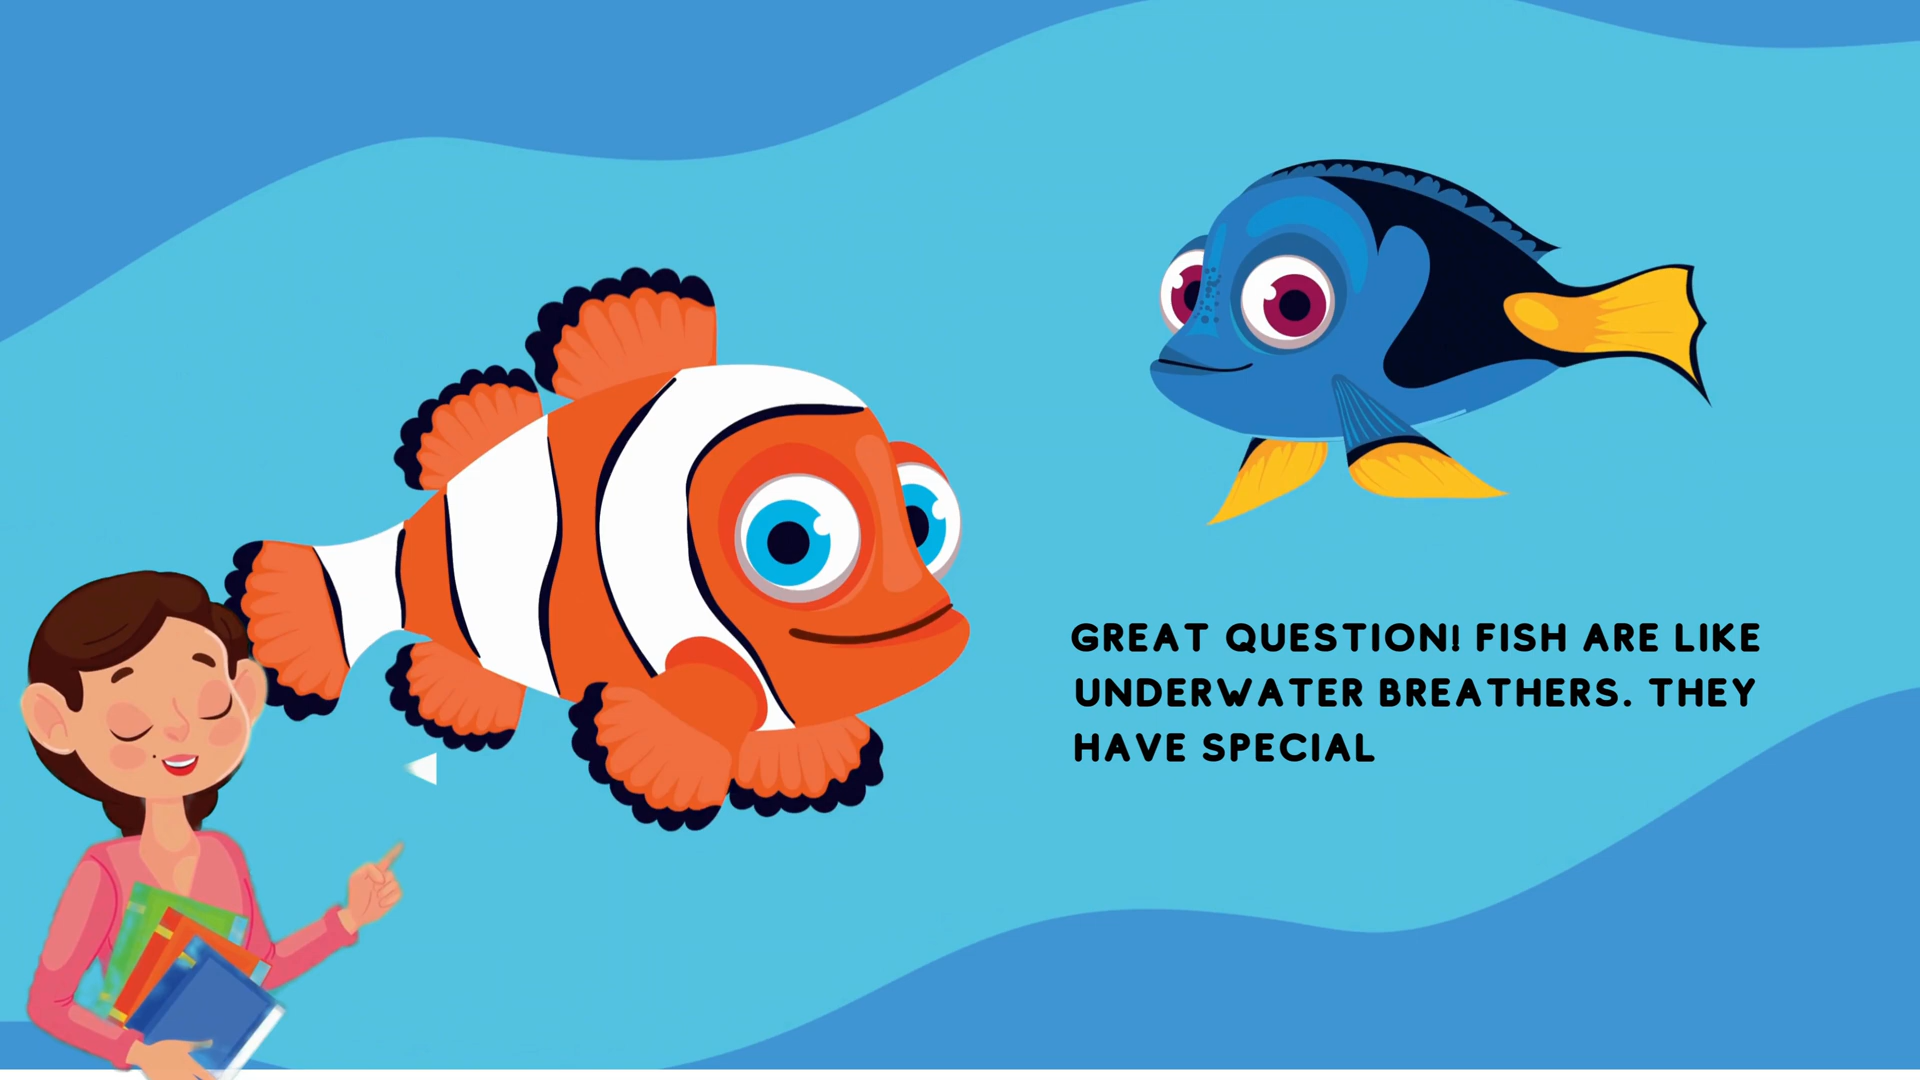 GREAT QUESTION! FISH ARE LIKE
UNDERWATER BREATHERS. THEY
HAVE SPECIAL